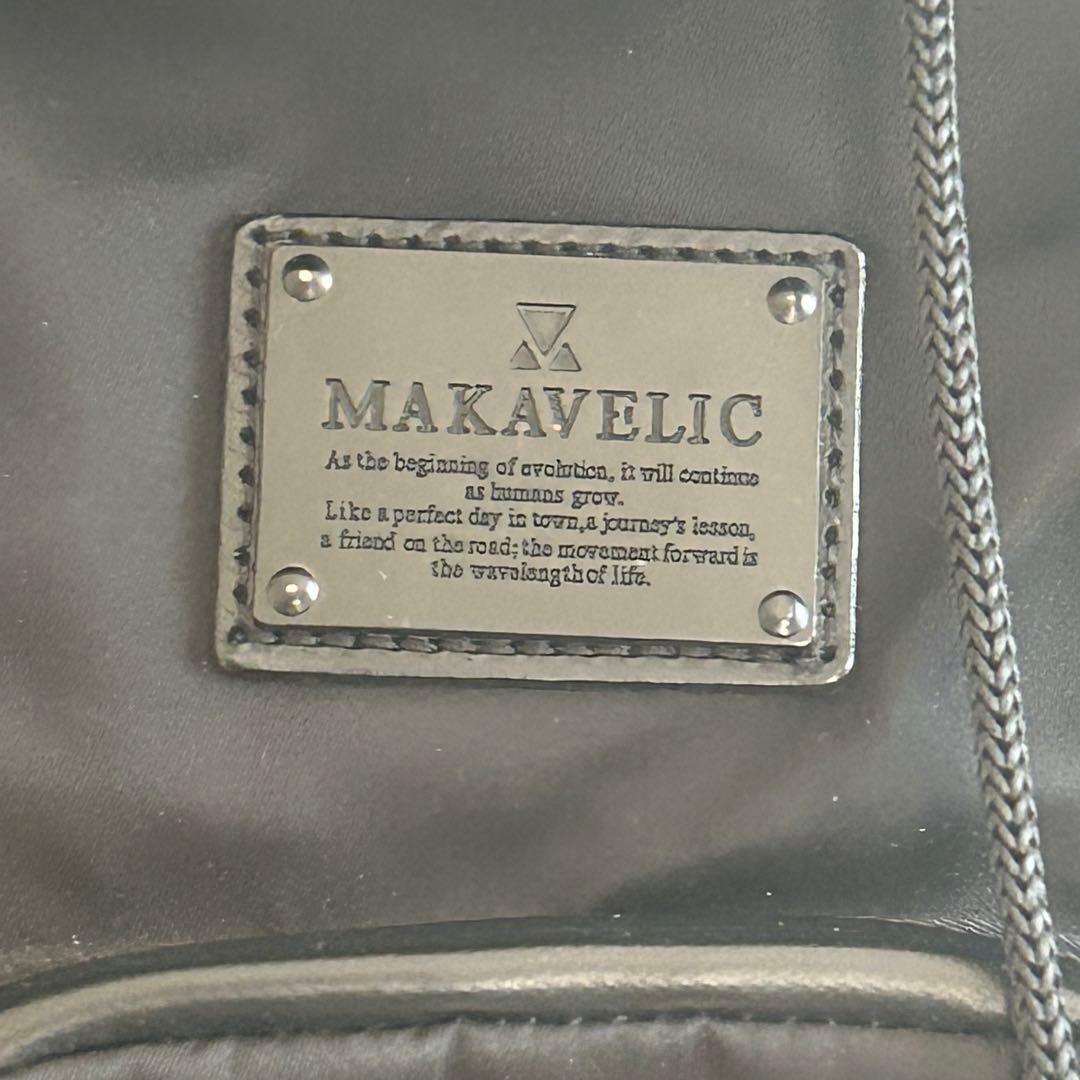 MAKAVELIC
As the beginning of evolution, it will continue
as humans grow.
Like a perfect day in town, a journey's lesson,
a friend on the road; the movement forward is
the wavelength of life.